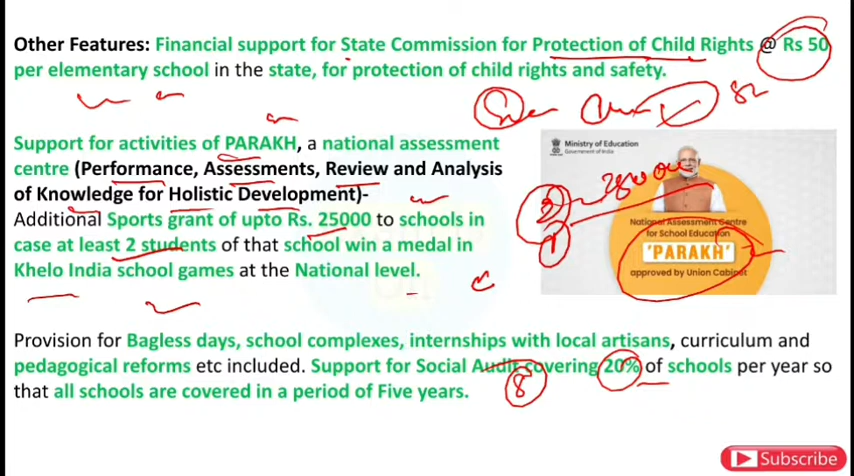 Other Features: Financial support for State Commission for Protection of Child Rights @ Rs 50
per elementary school in the state, for protection of child rights and safety.
Support for activities of PARAKH, a national assessment
centre (Performance, Assessments, Review and Analysis
of Knowledge for Holistic Development)-
Additional Sports grant of upto Rs. 25000 to schools in
case at least 2 students of that school win a medal in
Khelo India school games at the National level.
Ministry of Education
Government of India
National Assessment Centre
for School Education
'PARAKH'
approved by Union Cabinet
Provision for Bagless days, school complexes, internships with local artisans, curriculum and
pedagogical reforms etc included. Support for Social Audit covering 20% of schools per year so
that all schools are covered in a period of Five years.
8
Subscribe